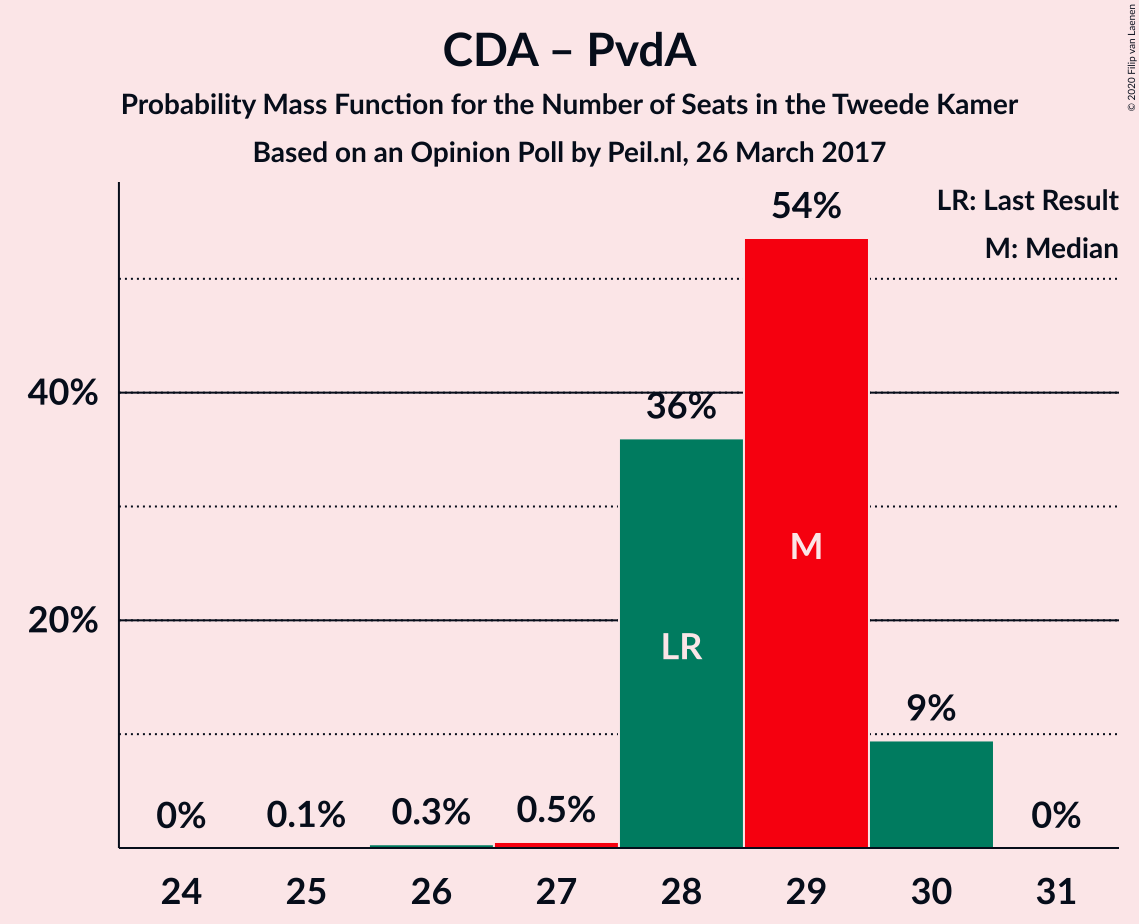 CDA – PvdA
Probability Mass Function for the Number of Seats in the Tweede Kamer
Based on an Opinion Poll by Peil.nl, 26 March 2017
© 2020 Filip van Laenen
LR: Last Result
M: Median
54%
40%
36%
M
20%
LR
9%
0%
0.1%
0.3%
0.5%
0%
24 25 26 27 28 29 30 31